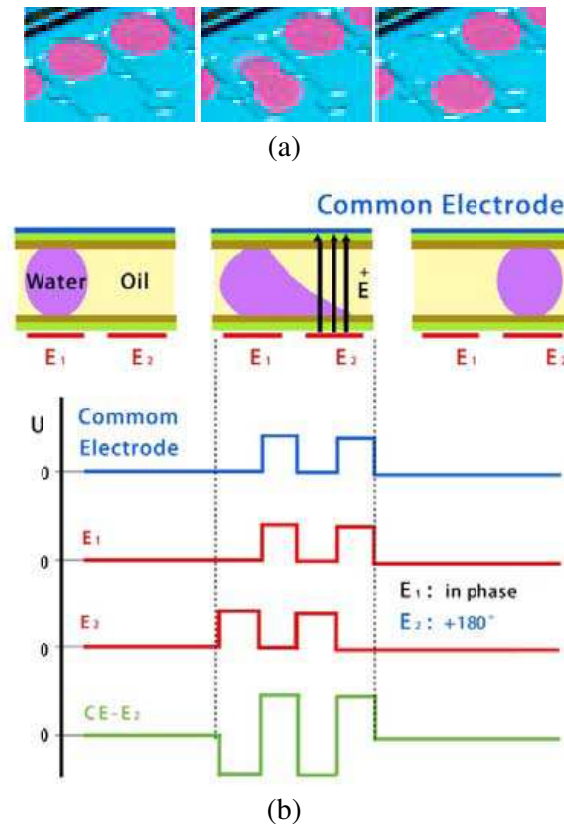 (a)
Common Electrode
Water Oil
+
E
E₁ E₂ E₁ E₂ E₁ E₂
U
Commom
Electrode
0
E₁
0
E₁: in phase
E₂
E₂: +180°
0
CE-E₂
0
(b)